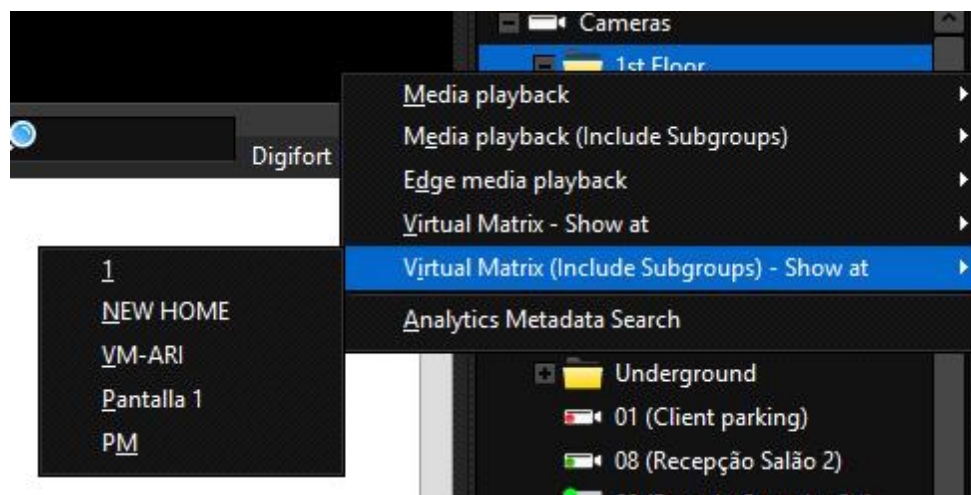 Cameras
1st Floor
Media playback
Media playback (Include Subgroups)
Digifort
Edge media playback
Virtual Matrix - Show at
Virtual Matrix (Include Subgroups) - Show at
Analytics Metadata Search
1
NEW HOME
VM-ARI
Pantalla 1
PM
Underground
01 (Client parking)
08 (Recepção Salão 2)